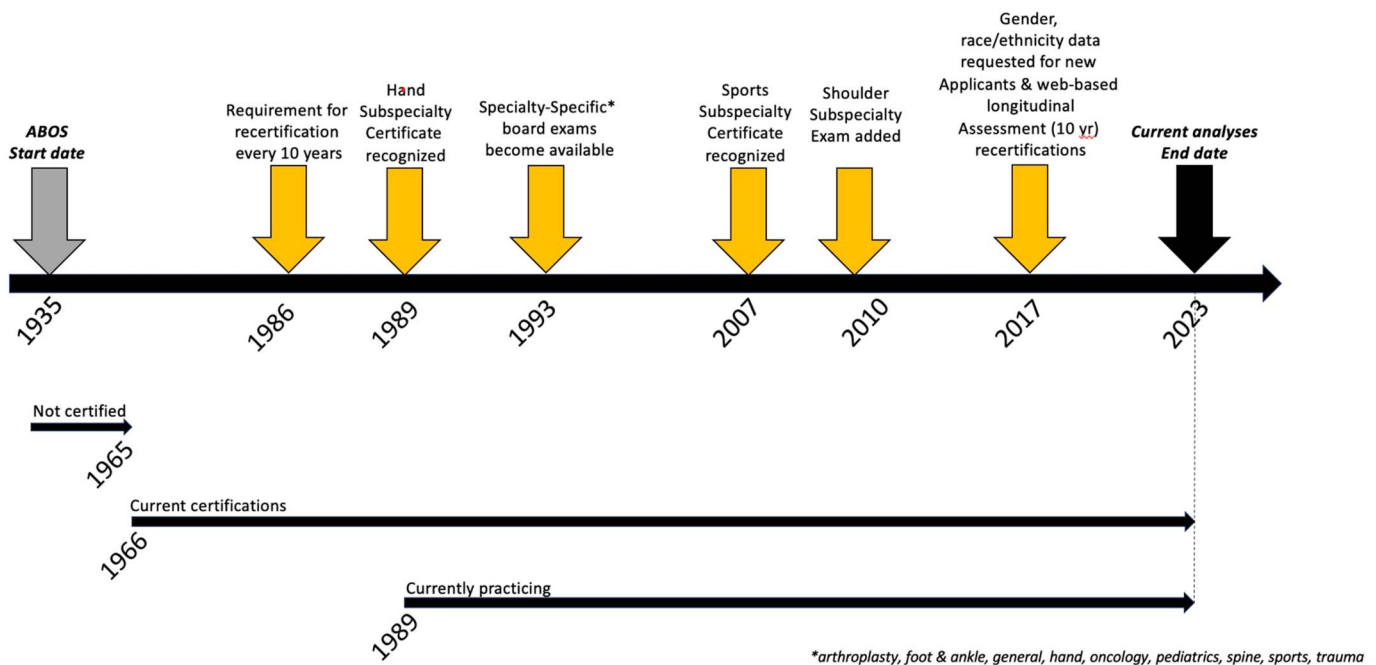 ABOS
Start date
Requirement for
recertification
every 10 years
Hand
Subspecialty
Certificate
recognized
Specialty-Specific*
board exams
become available
Sports
Subspecialty
Certificate
recognized
Shoulder
Subspecialty
Exam added
Gender,
race/ethnicity data
requested for new
Applicants & web-based
longitudinal
Assessment (10 yr)
recertifications
Current analyses
End date
1935
1986
1989
1993
2007
2010
2017
2023
Not certified
1965
Current certifications
1966
Currently practicing
1989
*arthroplasty, foot & ankle, general, hand, oncology, pediatrics, spine, sports, trauma